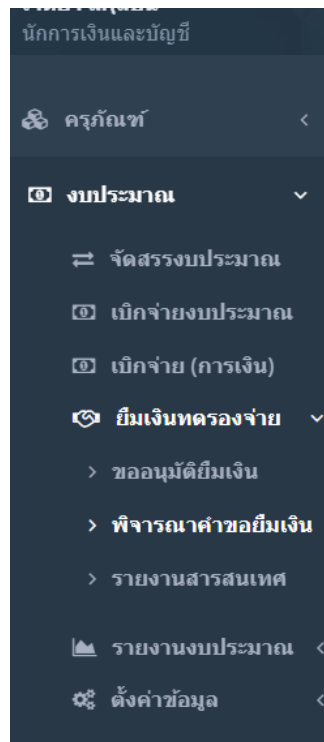 นักการเงินและบัญชี
ครุภัณฑ์
งบประมาณ
จัดสรรงบประมาณ
เบิกจ่ายงบประมาณ
เบิกจ่าย (การเงิน)
ยืมเงินทดรองจ่าย
ขออนุมัติยืมเงิน
พิจารณาคำขอยืมเงิน
รายงานสารสนเทศ
รายงานงบประมาณ
ตั้งค่าข้อมูล